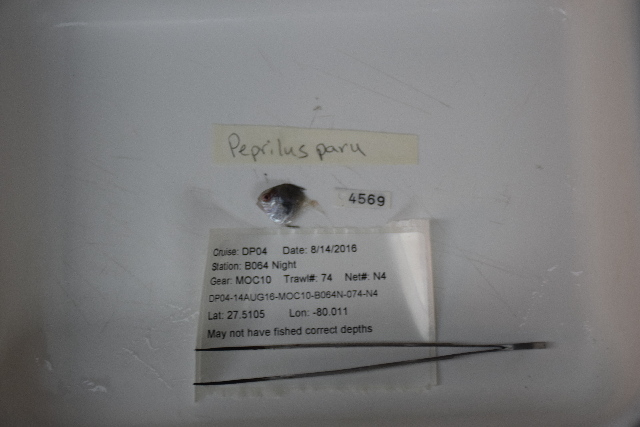 Peprilus paru
4569
Cruise: DP04 Date: 8/14/2016
Station: B064 Night
Gear: MOC10 Trawl#: 74 Net#: N4
DP04-14AUG16-MOC10-B064N-074-N4
Lat: 27.5105 Lon: -80.011
May not have fished correct depths